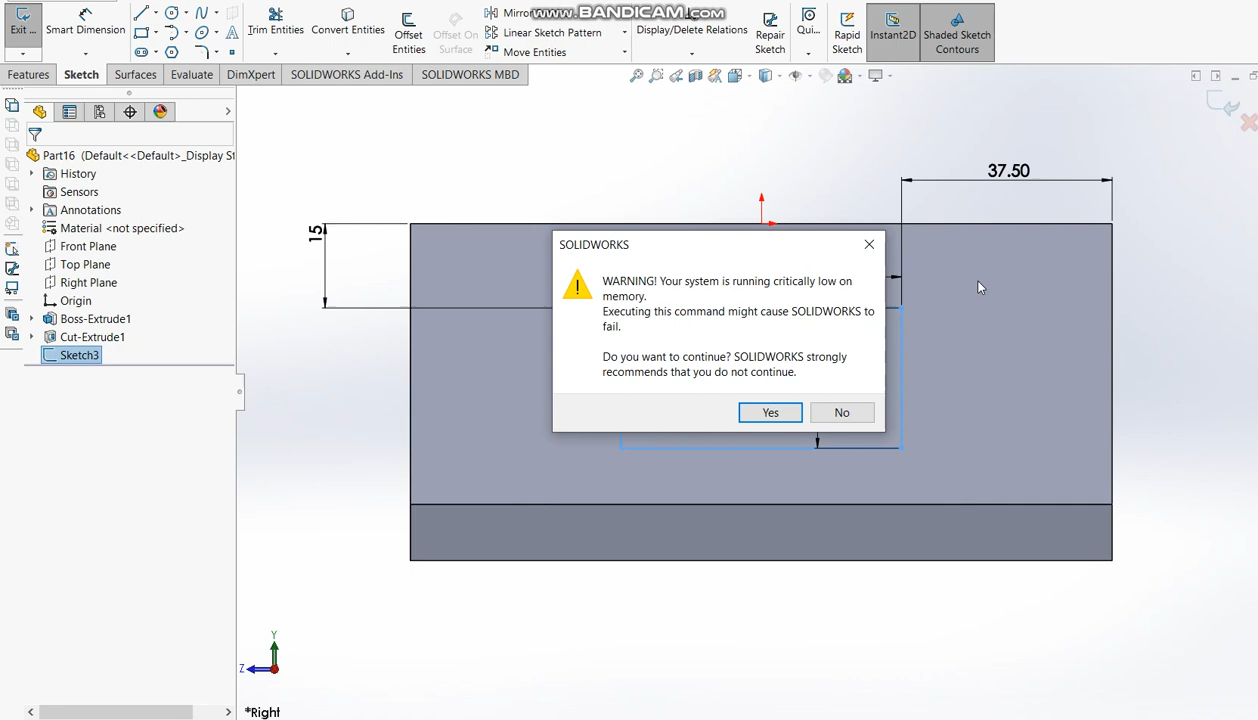 www.BANDICAM.com
Exit ...
Smart Dimension
Trim Entities
Convert Entities
Offset Entities
Offset On Surface
Linear Sketch Pattern
Move Entities
Display/Delete Relations
Repair Sketch
Qui...
Rapid Sketch
Instant2D
Shaded Sketch Contours
Features
Sketch
Surfaces
Evaluate
DimXpert
SOLIDWORKS Add-Ins
SOLIDWORKS MBD
Part16 (Default<<Default>_Display St
History
Sensors
Annotations
Material <not specified>
Front Plane
Top Plane
Right Plane
Origin
Boss-Extrude1
Cut-Extrude1
Sketch3
37.50
15
SOLIDWORKS
WARNING! Your system is running critically low on
memory.
Executing this command might cause SOLIDWORKS to
fail.
Do you want to continue? SOLIDWORKS strongly
recommends that you do not continue.
Yes
No
Y
Z
*Right